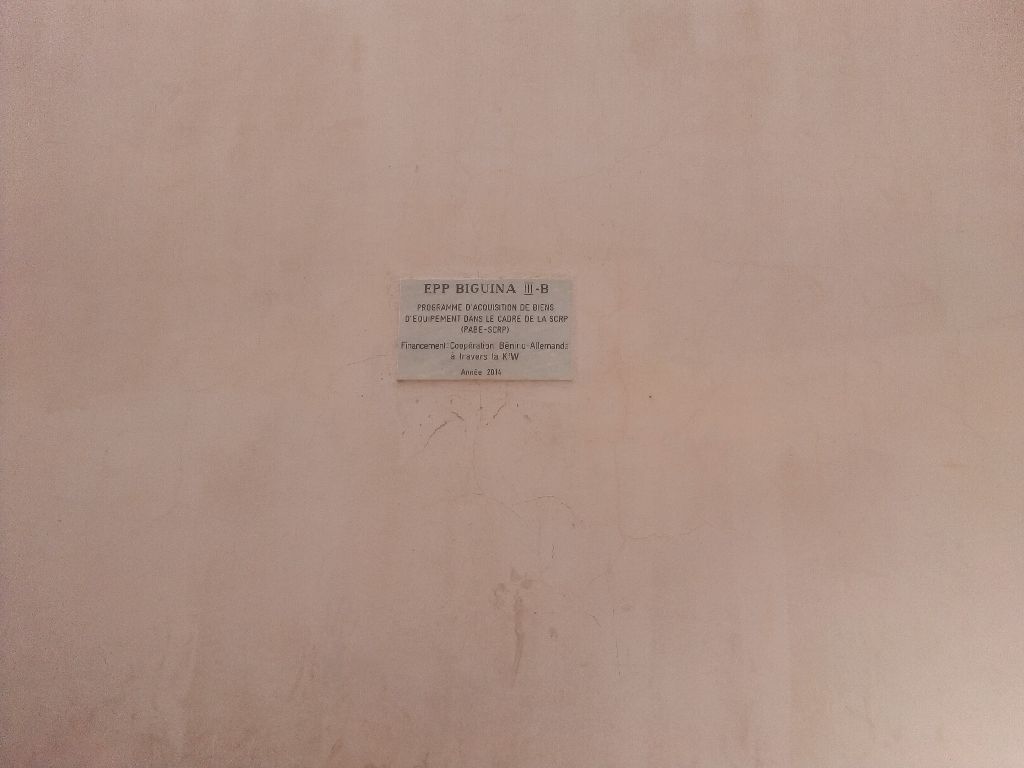 EPP BIGUINA III-B
PROGRAMME D'ACQUISITION DE BIENS
D'EQUIPEMENT DANS LE CADRE DE LA SCRP
(PABE-SCRP)
Financement: Coopération Bénino-Allemande
à travers la KfW
Année 2014